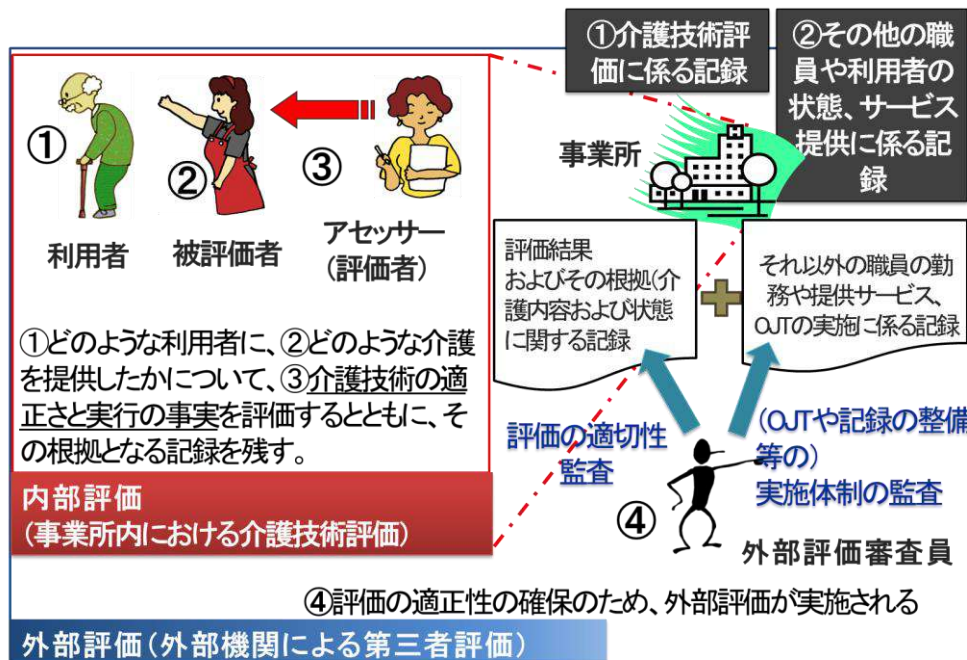 ①介護技術評
価に係る記録
②その他の職
員や利用者の
状態、サービス
提供に係る記
録
事業所
①
②
③
利用者
被評価者
アセッサー
(評価者)
①どのような利用者に、②どのような介護
を提供したかについて、③介護技術の適
正さと実行の事実を評価するとともに、そ
の根拠となる記録を残す。
内部評価
(事業所内における介護技術評価)
評価結果
およびその根拠(介
護内容および状態
に関する記録
それ以外の職員の勤
務や提供サービス、
OJTの実施に係る記録
評価の適切性
監査
(OJTや記録の整備
等の)
実施体制の監査
④
外部評価審査員
④評価の適正性の確保のため、外部評価が実施される
外部評価(外部機関による第三者評価)